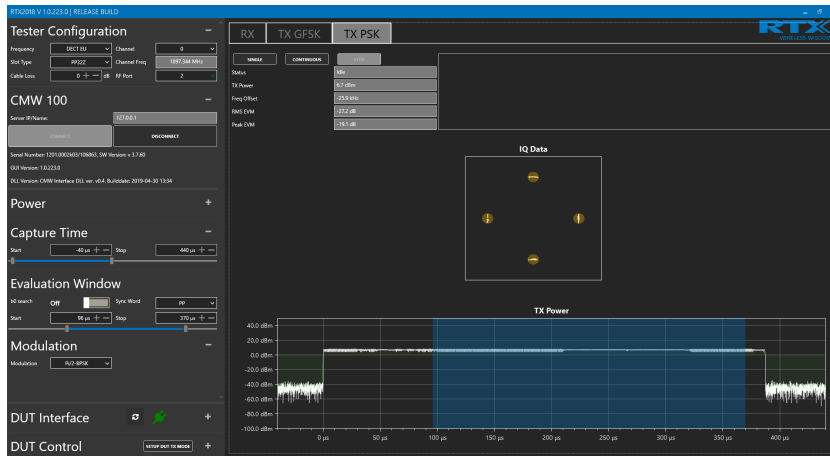 RTX2018 V 1.0.223.0 | RELEASE BUILD
Tester Configuration
Frequency DECT EU Channel 0
Slot Type PP32Z Channel Freq 1897.344 MHz
Cable Loss 0 dB RF Port 2
CMW 100
Server IP/Name: 127.0.0.1
CONNECT DISCONNECT
Serial Number: 1201.0002k03/106863, SW Version: v 3.7.60
GUI Version: 1.0.223.0
DLL Version: CMW Interface DLL ver. v0.4, Builddate: 2019-04-30 13:34
Power
Capture Time
Start -40 µs Stop 440 µs
Evaluation Window
b0 search Off Sync Word PP
Start 96 µs Stop 370 µs
Modulation
Modulation Pi/2-BPSK
DUT Interface
DUT Control SETUP DUT TX MODE
RX TX GFSK TX PSK
RTX
WIRELESS WISDOM
SINGLE CONTINUOUS STOP
Status Idle
TX Power 6.7 dBm
Freq Offset -25.9 kHz
RMS EVM -27.2 dB
Peak EVM -19.1 dB
IQ Data
TX Power
40.0 dBm
20.0 dBm
0.0 dBm
-20.0 dBm
-40.0 dBm
-60.0 dBm
-80.0 dBm
-100.0 dBm
0 µs 50 µs 100 µs 150 µs 200 µs 250 µs 300 µs 350 µs 400 µs